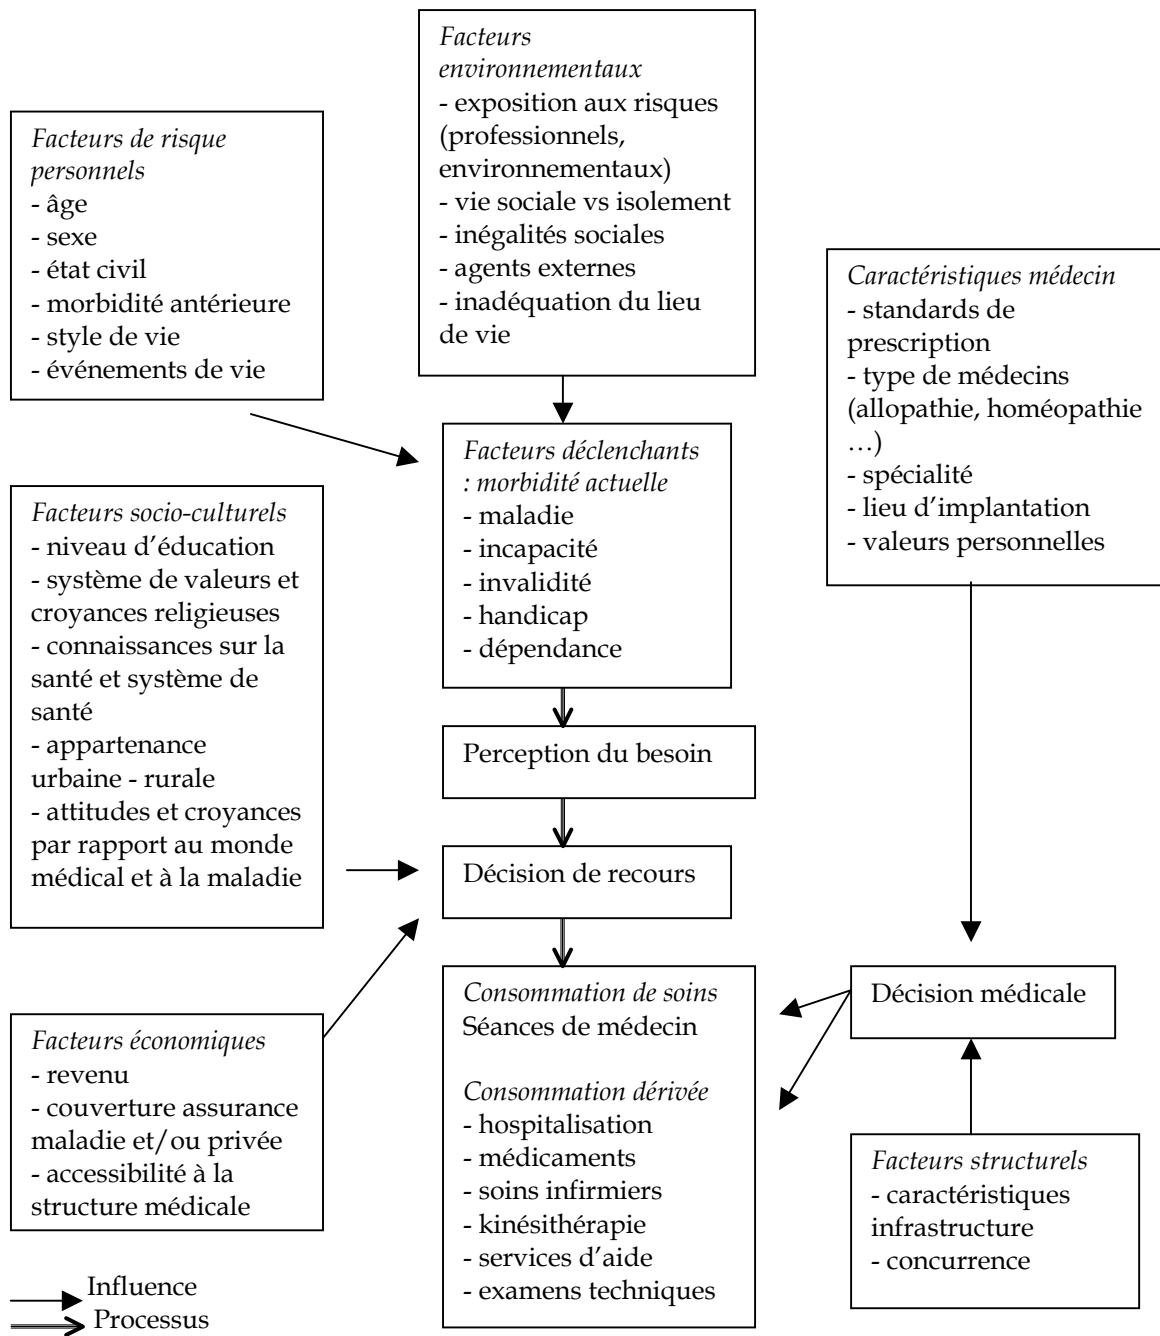 Facteurs
environnementaux
- exposition aux risques
(professionnels,
environnementaux)
- vie sociale vs isolement
- inégalités sociales
- agents externes
- inadéquation du lieu
de vie
Facteurs de risque
personnels
- âge
- sexe
- état civil
- morbidité antérieure
- style de vie
- événements de vie
Caractéristiques médecin
- standards de
prescription
- type de médecins
(allopathie, homéopathie
…)
- spécialité
- lieu d’implantation
- valeurs personnelles
Facteurs déclenchants
: morbidité actuelle
- maladie
- incapacité
- invalidité
- handicap
- dépendance
Facteurs socio-culturels
- niveau d’éducation
- système de valeurs et
croyances religieuses
- connaissances sur la
santé et système de
santé
- appartenance
urbaine - rurale
- attitudes et croyances
par rapport au monde
médical et à la maladie
Perception du besoin
Décision de recours
Consommation de soins
Séances de médecin
Consommation dérivée
- hospitalisation
- médicaments
- soins infirmiers
- kinésithérapie
- services d’aide
- examens techniques
Décision médicale
Facteurs économiques
- revenu
- couverture assurance
maladie et/ou privée
- accessibilité à la
structure médicale
Facteurs structurels
- caractéristiques
infrastructure
- concurrence
Influence
Processus